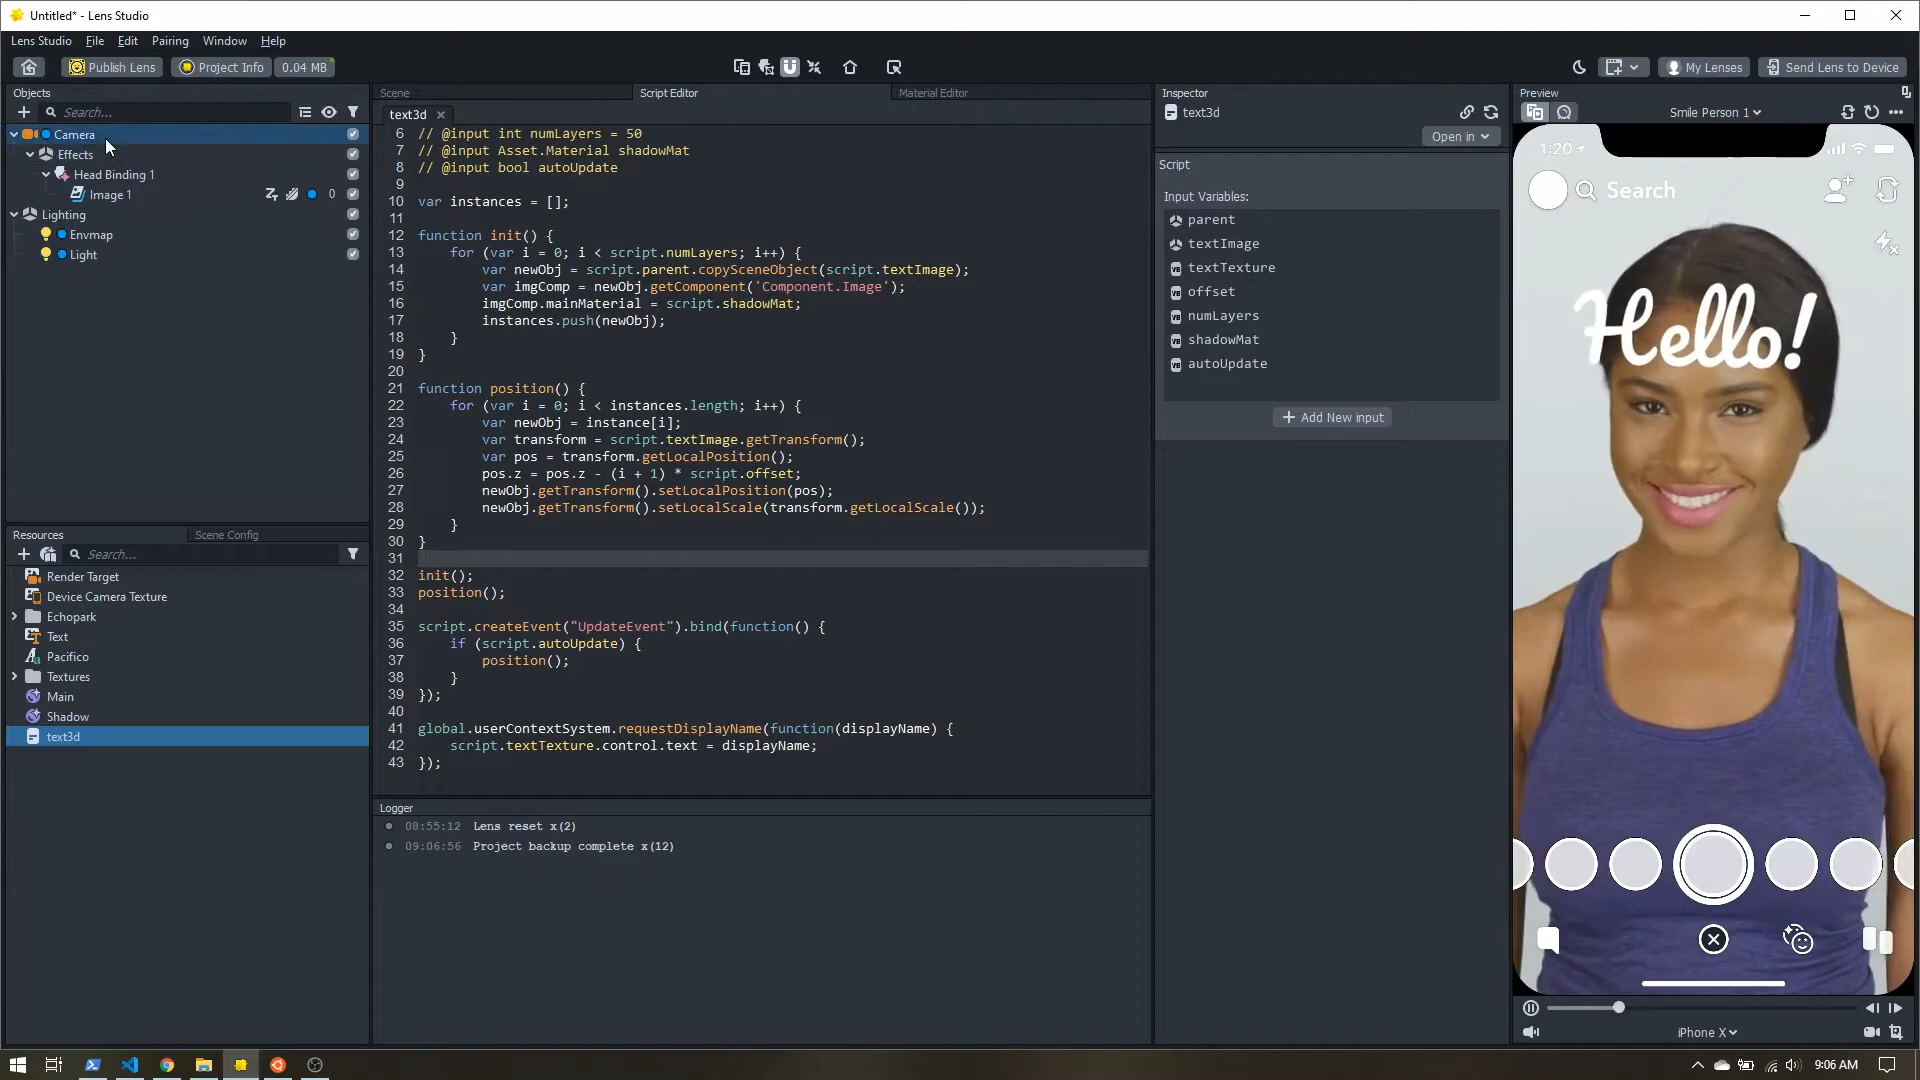 Untitled* - Lens Studio
Lens Studio File Edit Pairing Window Help
Publish Lens Project Info 0.04 MB My Lenses Send Lens to Device
Objects
Search...
Camera
Effects
Head Binding 1
Image 1 0
Lighting
Envmap
Light
Resources Scene Config
Search...
Render Target
Device Camera Texture
Echopark
Text
Pacifico
Textures
Main
Shadow
text3d
Scene Script Editor Material Editor
text3d
6 // @input int numLayers = 50
7 // @input Asset.Material shadowMat
8 // @input bool autoUpdate
9
10 var instances = [];
11
12 function init() {
13 for (var i = 0; i < script.numLayers; i++) {
14 var newObj = script.parent.copySceneObject(script.textImage);
15 var imgComp = newObj.getComponent('Component.Image');
16 imgComp.mainMaterial = script.shadowMat;
17 instances.push(newObj);
18 }
19 }
20
21 function position() {
22 for (var i = 0; i < instances.length; i++) {
23 var newObj = instance[i];
24 var transform = script.textImage.getTransform();
25 var pos = transform.getLocalPosition();
26 pos.z = pos.z - (i + 1) * script.offset;
27 newObj.getTransform().setLocalPosition(pos);
28 newObj.getTransform().setLocalScale(transform.getLocalScale());
29 }
30 }
31
32 init();
33 position();
34
35 script.createEvent("UpdateEvent").bind(function() {
36 if (script.autoUpdate) {
37 position();
38 }
39 });
40
41 global.userContextSystem.requestDisplayName(function(displayName) {
42 script.textTexture.control.text = displayName;
43 });
Logger
08:55:12 Lens reset x(2)
09:06:56 Project backup complete x(12)
Inspector
text3d
Open in
Script
Input Variables:
parent
textImage
textTexture
offset
numLayers
shadowMat
autoUpdate
+ Add New input
Preview
Smile Person 1
1:20
Search
Hello!
iPhone X
9:06 AM